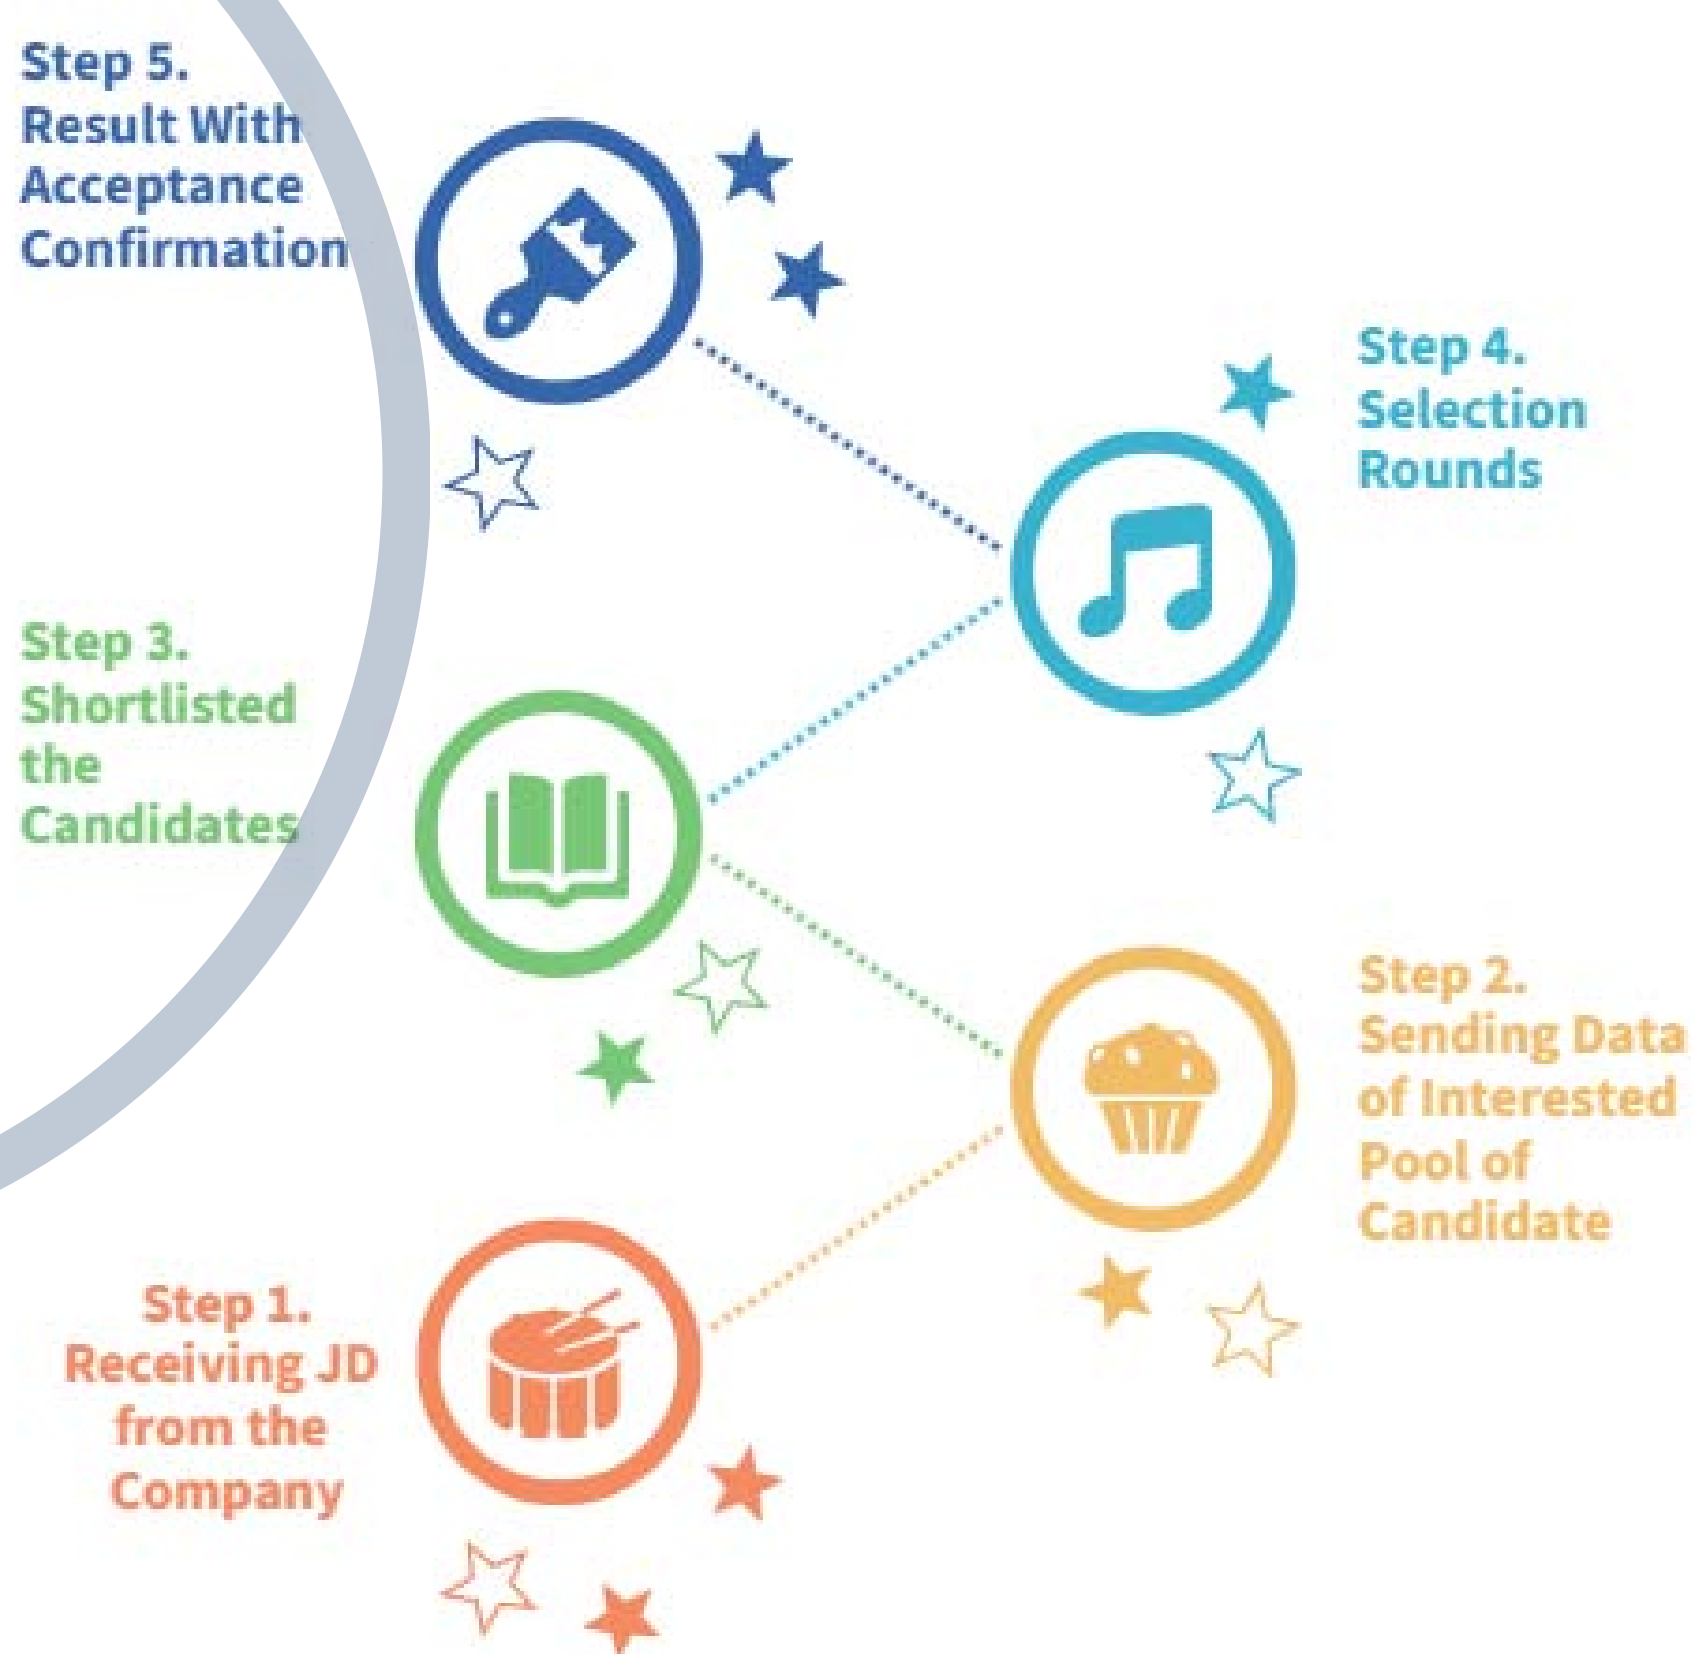 Step 5.
Result With
Acceptance
Confirmation
Step 4.
Selection
Rounds
Step 3.
Shortlisted
the
Candidates
Step 2.
Sending Data
of Interested
Pool of
Candidate
Step 1.
Receiving JD
from the
Company